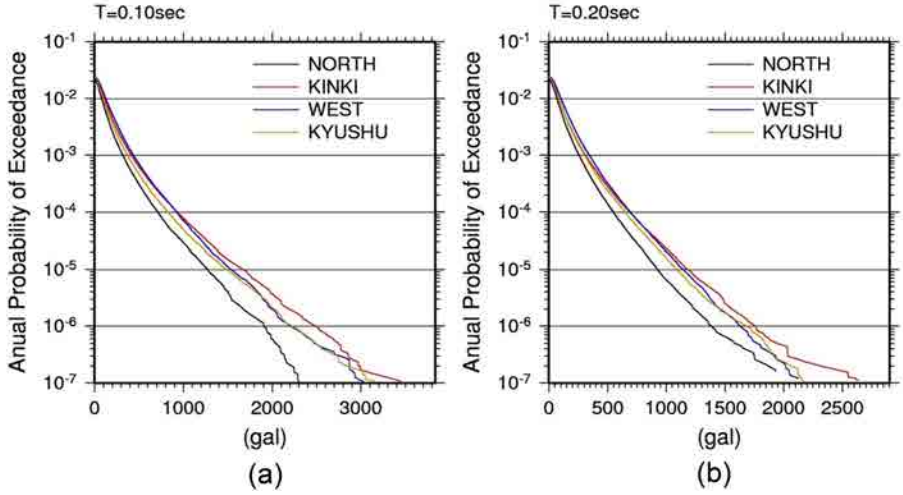 T=0.10sec
Anual Probability of Exceedance
10-1
10-2
10-3
10-4
10-5
10-6
10-7
NORTH
KINKI
WEST
KYUSHU
0 1000 2000 3000
(gal)
(a)
T=0.20sec
Anual Probability of Exceedance
10-1
10-2
10-3
10-4
10-5
10-6
10-7
NORTH
KINKI
WEST
KYUSHU
0 500 1000 1500 2000 2500
(gal)
(b)